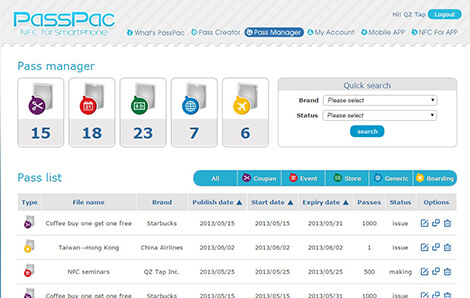 PassPac
NFC for Smartphone
Hi! QZ Tap Logout
What's PassPac Pass Creator Pass Manager My Account Mobile APP NFC For APP
Pass manager
15 18 23 7 6
Quick search
Brand Please select
Status Please select
search
Pass list
All Coupon Event Store Generic Boarding
Type File name Brand Publish date ▲ Start date ▲ Expiry date ▲ Passes Status Options
Coffee buy one get one free Starbucks 2013/05/15 2013/05/15 2013/05/31 1000 issue
Taiwan→Hong Kong China Airlines 2013/06/02 2013/06/02 2013/06/02 1 issue
NFC seminars QZ Tap Inc. 2013/05/25 2013/05/25 2013/05/25 500 making
Coffee buy one get one free Starbucks 2013/05/15 2013/05/15 2013/05/31 1000 issue